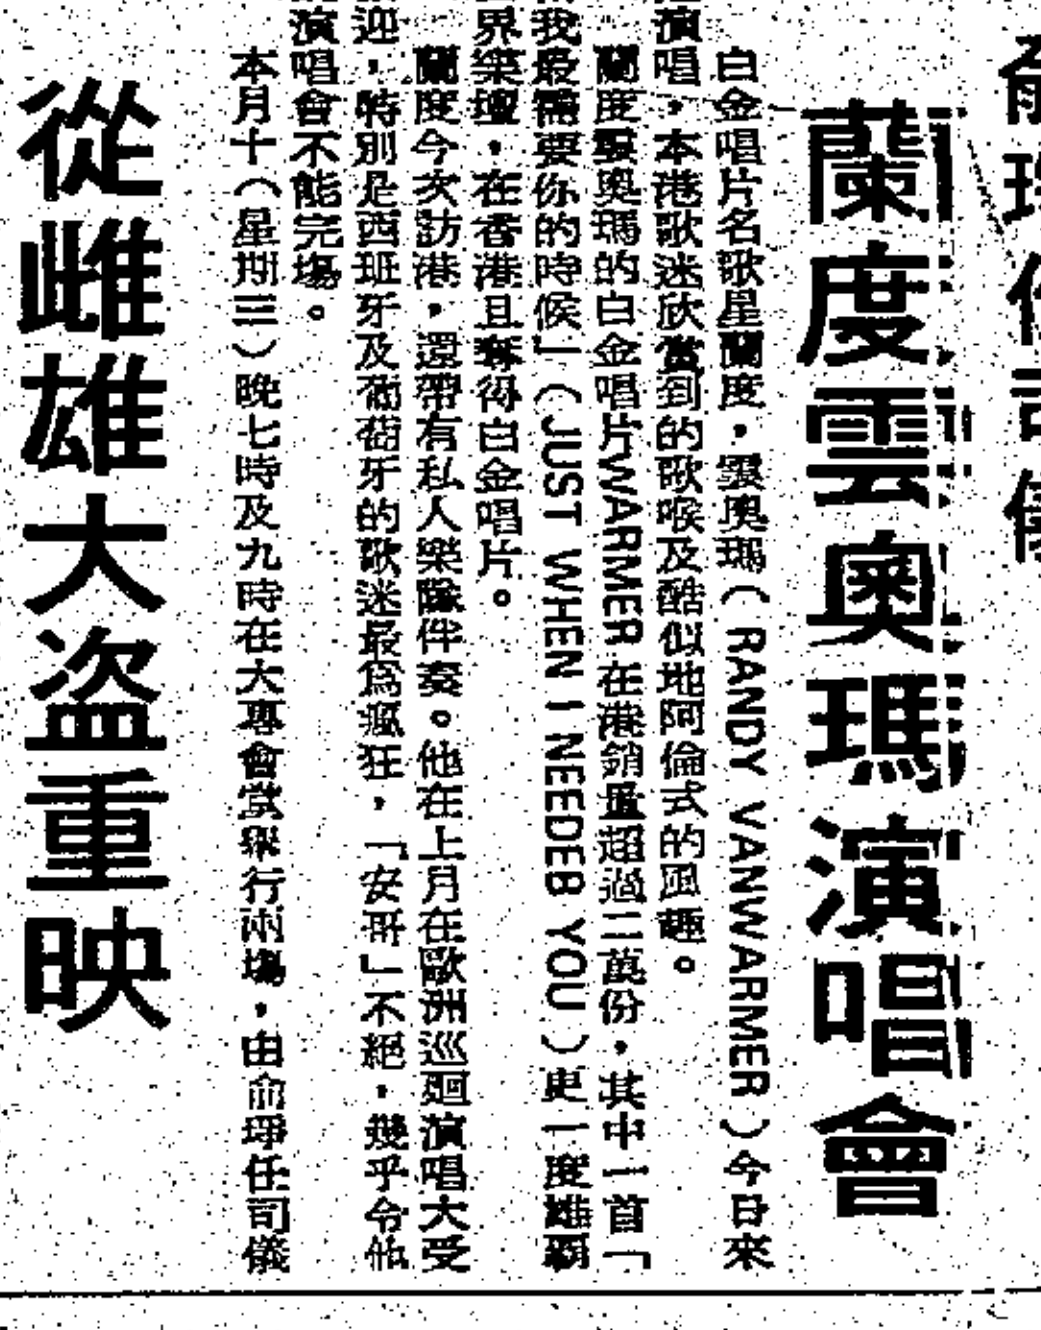 蘭度雲奧瑪演唱會
白金唱片名歌星蘭度，雲奧瑪（RANDY VANWARMER）今日來
演唱，本港歌迷欣賞到的歌喉及酷似地阿倫式的風趣。
蘭度雲奧瑪的白金唱片WARMER 在港銷量超過二萬份，其中一首「
我最需要你的時候」（JUST WHEN I NEEDEB YOU）更一度雄霸
界樂壇，在香港且奪得白金唱片。
蘭度今次訪港，還帶有私人樂隊伴奏。他在上月在歐洲巡迴演唱大受
迎，特別是西班牙及葡萄牙的歌迷最為瘋狂，「安哥」不絕，幾乎令他
演唱會不能完場。
本月十（星期三）晚七時及九時在大專會堂舉行兩場，由俞琤任司儀
從雌雄大盜重映